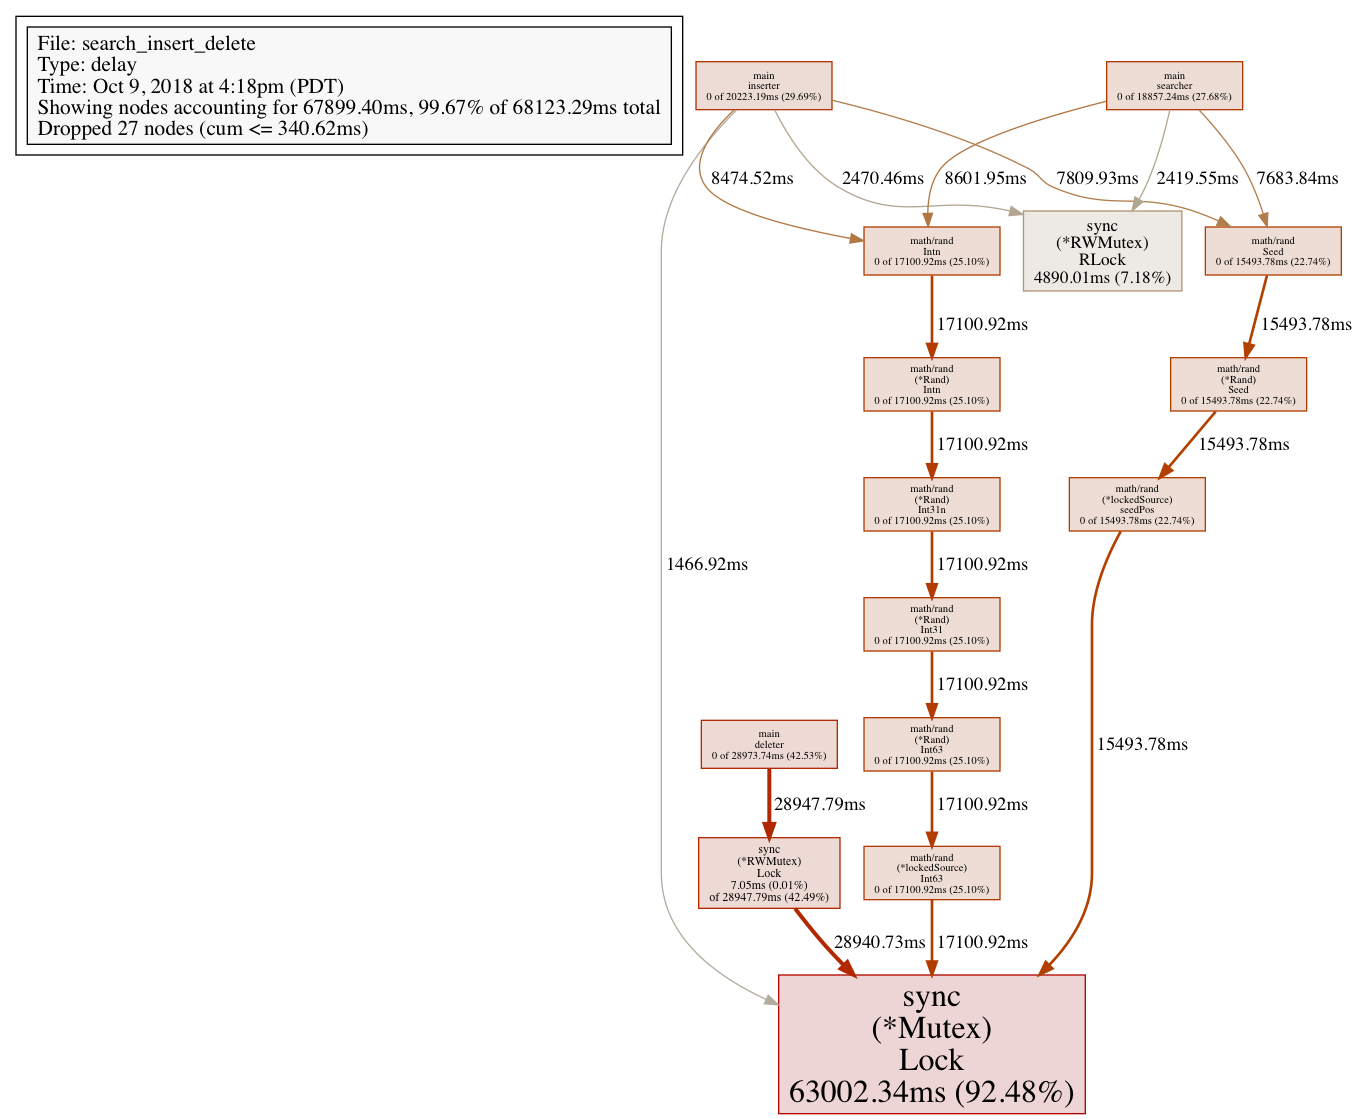 File: search_insert_delete
Type: delay
Time: Oct 9, 2018 at 4:18pm (PDT)
Showing nodes accounting for 67899.40ms, 99.67% of 68123.29ms total
Dropped 27 nodes (cum <= 340.62ms)
main
inserter
0 of 20223.19ms (29.69%)
main
searcher
0 of 18857.24ms (27.68%)
8474.52ms
2470.46ms
8601.95ms
7809.93ms
2419.55ms
7683.84ms
math/rand
Intn
0 of 17100.92ms (25.10%)
sync
(*RWMutex)
RLock
4890.01ms (7.18%)
math/rand
Seed
0 of 15493.78ms (22.74%)
17100.92ms
15493.78ms
math/rand
(*Rand)
Intn
0 of 17100.92ms (25.10%)
math/rand
(*Rand)
Seed
0 of 15493.78ms (22.74%)
17100.92ms
15493.78ms
math/rand
(*Rand)
Int31n
0 of 17100.92ms (25.10%)
math/rand
(*lockedSource)
seedPos
0 of 15493.78ms (22.74%)
1466.92ms
17100.92ms
math/rand
(*Rand)
Int31
0 of 17100.92ms (25.10%)
17100.92ms
main
deleter
0 of 28973.74ms (42.53%)
math/rand
(*Rand)
Int63
0 of 17100.92ms (25.10%)
15493.78ms
28947.79ms
17100.92ms
sync
(*RWMutex)
Lock
7.05ms (0.01%)
of 28947.79ms (42.49%)
math/rand
(*lockedSource)
Int63
0 of 17100.92ms (25.10%)
28940.73ms
17100.92ms
sync
(*Mutex)
Lock
63002.34ms (92.48%)